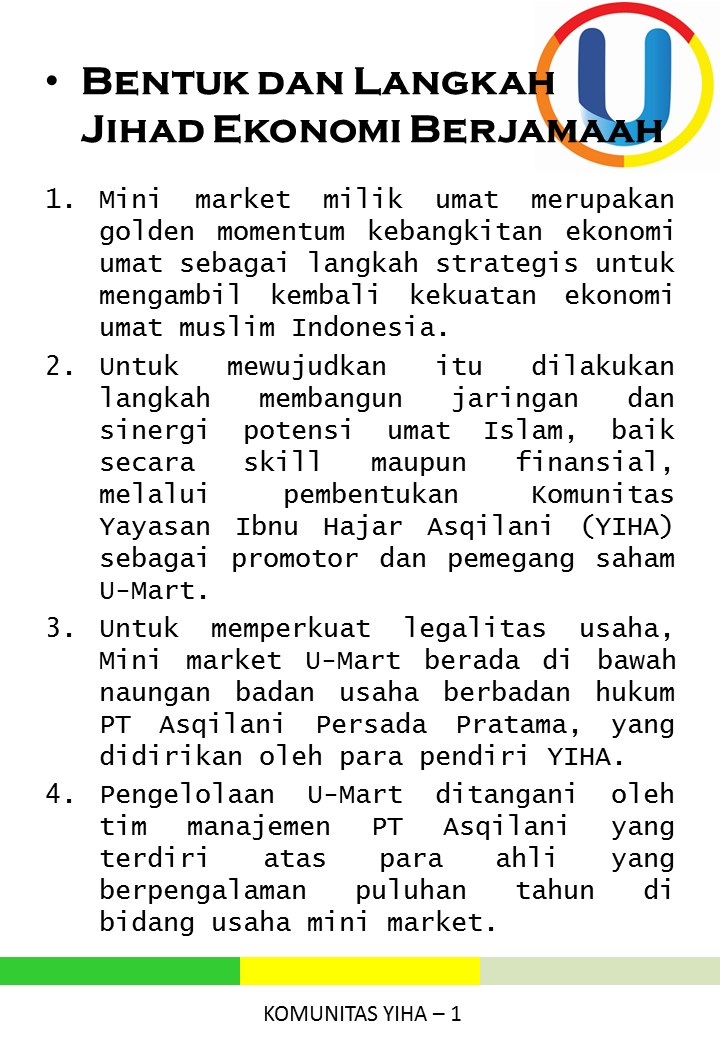 • BENTUK DAN LANGKAH
JIHAD EKONOMI BERJAMAAH
U
1. Mini market milik umat merupakan
golden momentum kebangkitan ekonomi
umat sebagai langkah strategis untuk
mengambil kembali kekuatan ekonomi
umat muslim Indonesia.
2. Untuk mewujudkan itu dilakukan
langkah membangun jaringan dan
sinergi potensi umat Islam, baik
secara skill maupun finansial,
melalui pembentukan Komunitas
Yayasan Ibnu Hajar Asqilani (YIHA)
sebagai promotor dan pemegang saham
U-Mart.
3. Untuk memperkuat legalitas usaha,
Mini market U-Mart berada di bawah
naungan badan usaha berbadan hukum
PT Asqilani Persada Pratama, yang
didirikan oleh para pendiri YIHA.
4. Pengelolaan U-Mart ditangani oleh
tim manajemen PT Asqilani yang
terdiri atas para ahli yang
berpengalaman puluhan tahun di
bidang usaha mini market.
KOMUNITAS YIHA – 1